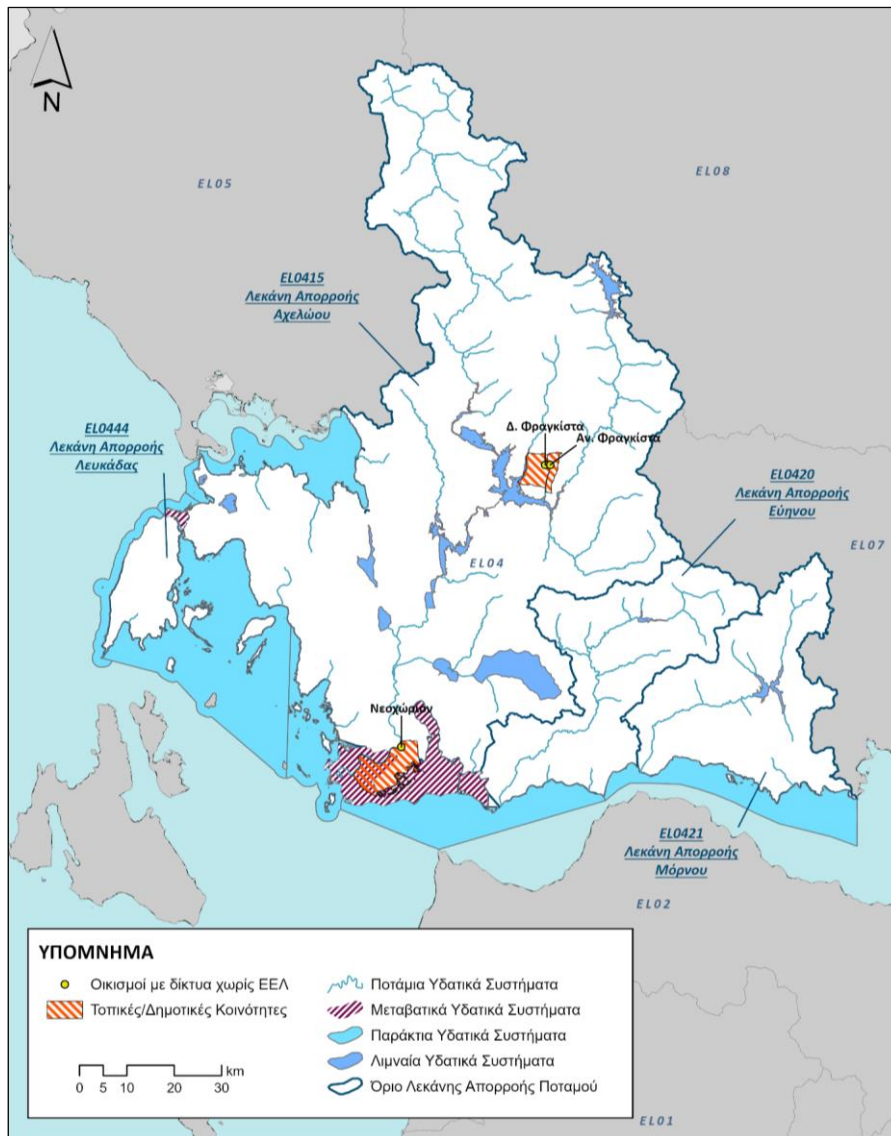 N
EL05
EL08
EL0415
Λεκάνη Απορροής
Αχελώου
EL0444
Λεκάνη Απορροής
Λευκάδας
Δ. Φραγκίστα
Αν. Φραγκίστα
EL0420
Λεκάνη Απορροής
Εύηνου
EL07
EL04
Νεοχώριον
EL0421
Λεκάνη Απορροής
Μόρνου
EL02
ΥΠΟΜΝΗΜΑ
Οικισμοί με δίκτυα χωρίς ΕΕΛ
Τοπικές/Δημοτικές Κοινότητες
0 5 10 20 30 km
Ποτάμια Υδατικά Συστήματα
Μεταβατικά Υδατικά Συστήματα
Παράκτια Υδατικά Συστήματα
Λιμναία Υδατικά Συστήματα
Όριο Λεκάνης Απορροής Ποταμού
EL01